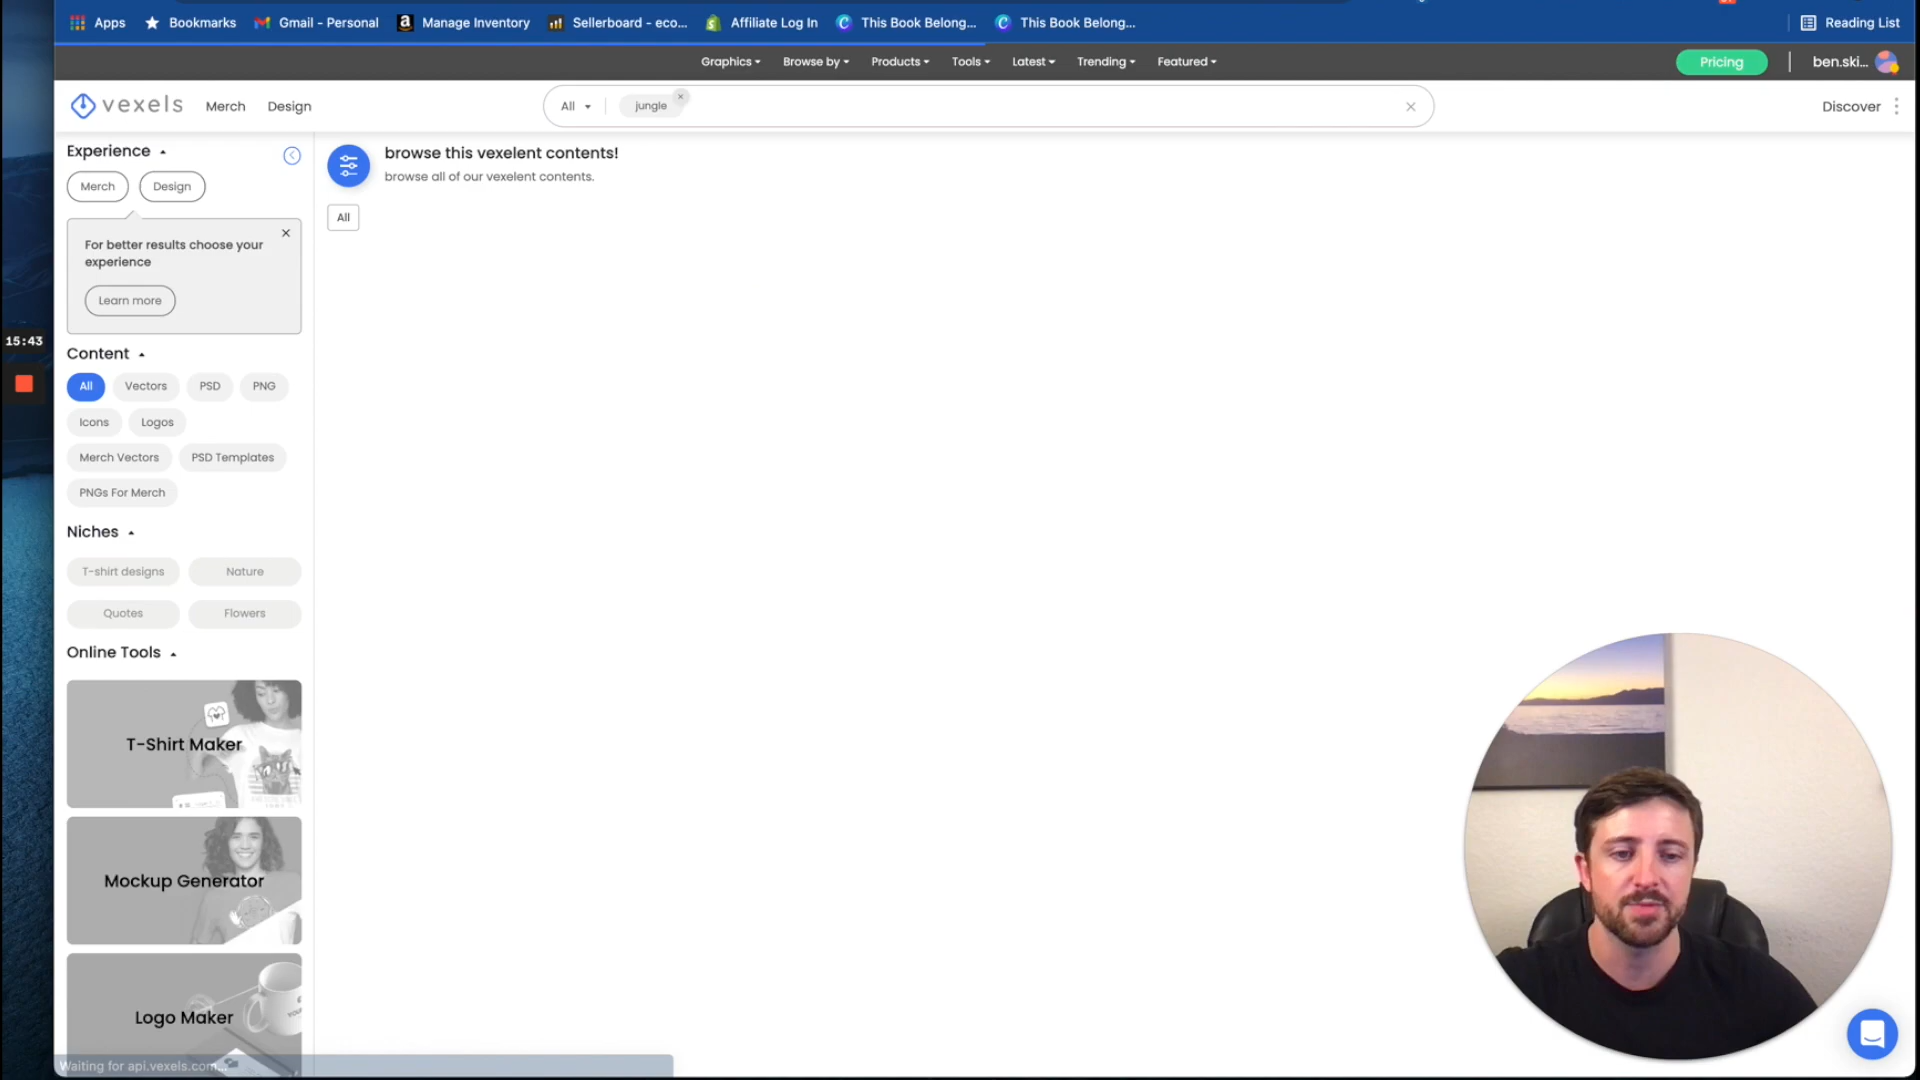 Apps
Bookmarks
Gmail - Personal
Manage Inventory
Sellerboard - eco...
Affiliate Log In
This Book Belong...
This Book Belong...
Reading List
Graphics
Browse by
Products
Tools
Latest
Trending
Featured
Pricing
ben.ski...
vexels
Merch
Design
All
jungle
Discover
Experience
Merch
Design
browse this vexelent contents!
browse all of our vexelent contents.
All
For better results choose your
experience
Learn more
15:43
Content
All
Vectors
PSD
PNG
Icons
Logos
Merch Vectors
PSD Templates
PNGs For Merch
Niches
T-shirt designs
Nature
Quotes
Flowers
Online Tools
T-Shirt Maker
Mockup Generator
Logo Maker
Waiting for api.vexels.com...